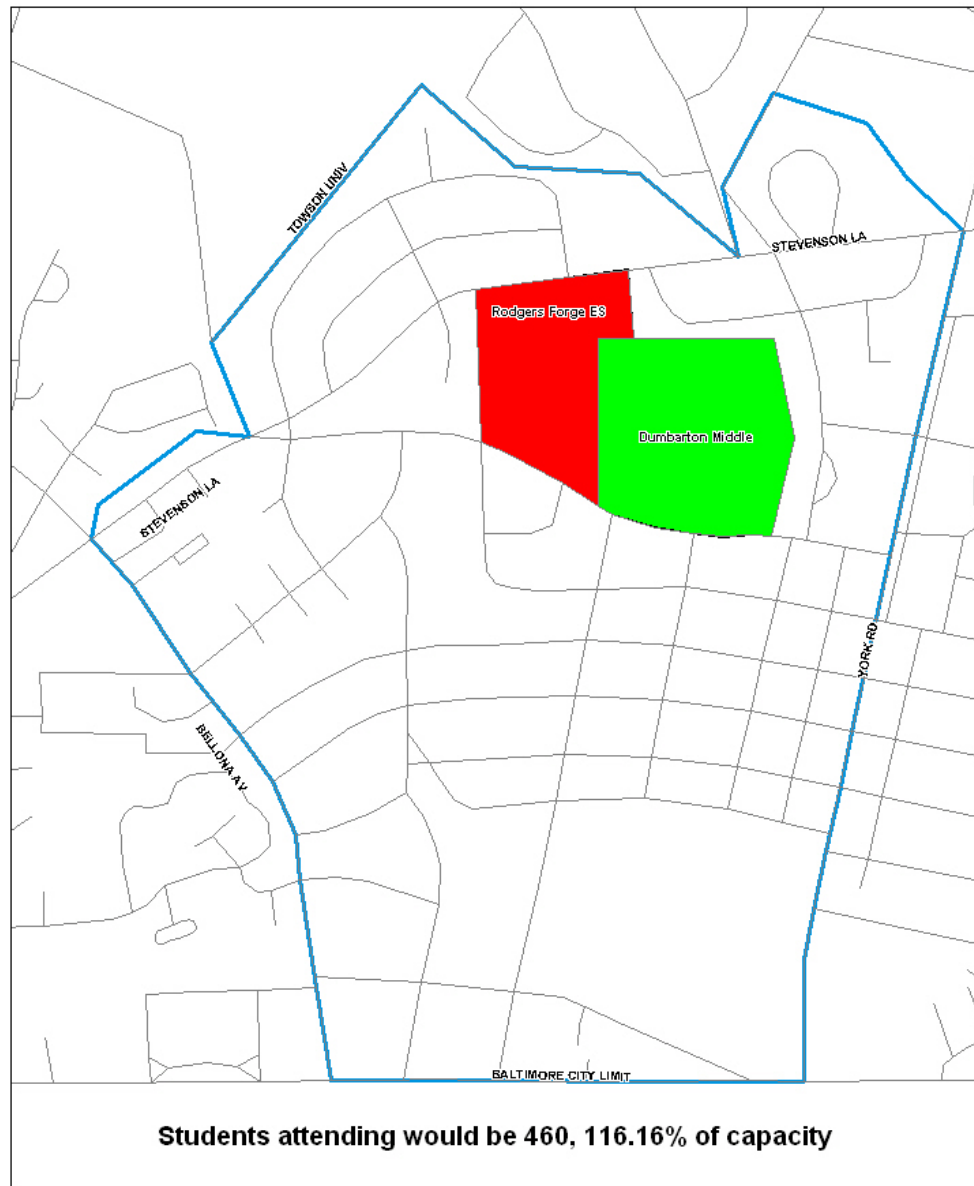 TOWSON UNIV
STEVENSON LA
Rodgers Forge ES
Dumbarton Middle
STEVENSON LA
YORK RD
BELLONA AV
BALTIMORE CITY LIMIT
Students attending would be 460, 116.16% of capacity